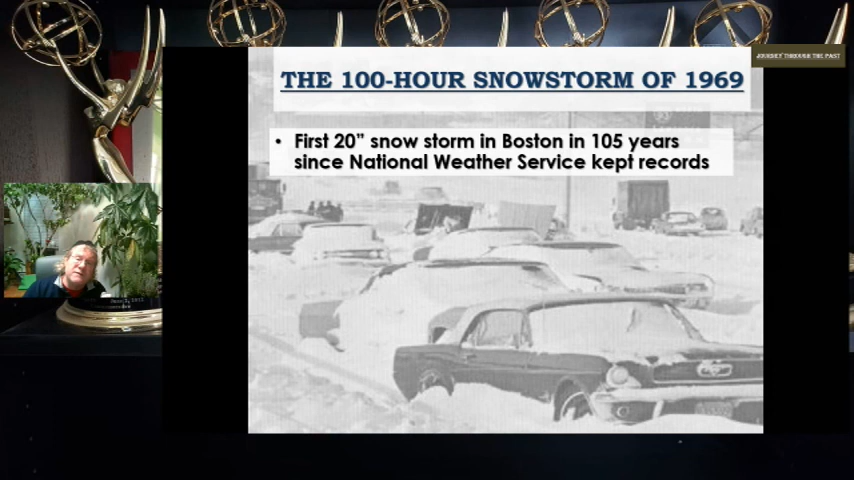 JOURNEY THROUGH THE PAST
THE 100-HOUR SNOWSTORM OF 1969
• First 20” snow storm in Boston in 105 years
since National Weather Service kept records